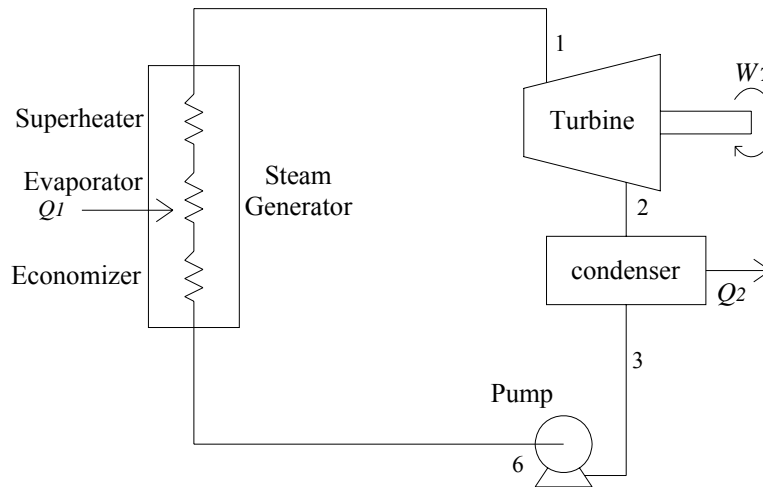 1
W1
Superheater
Turbine
Evaporator
Q1
Steam
Generator
2
Economizer
condenser
Q2
3
Pump
6